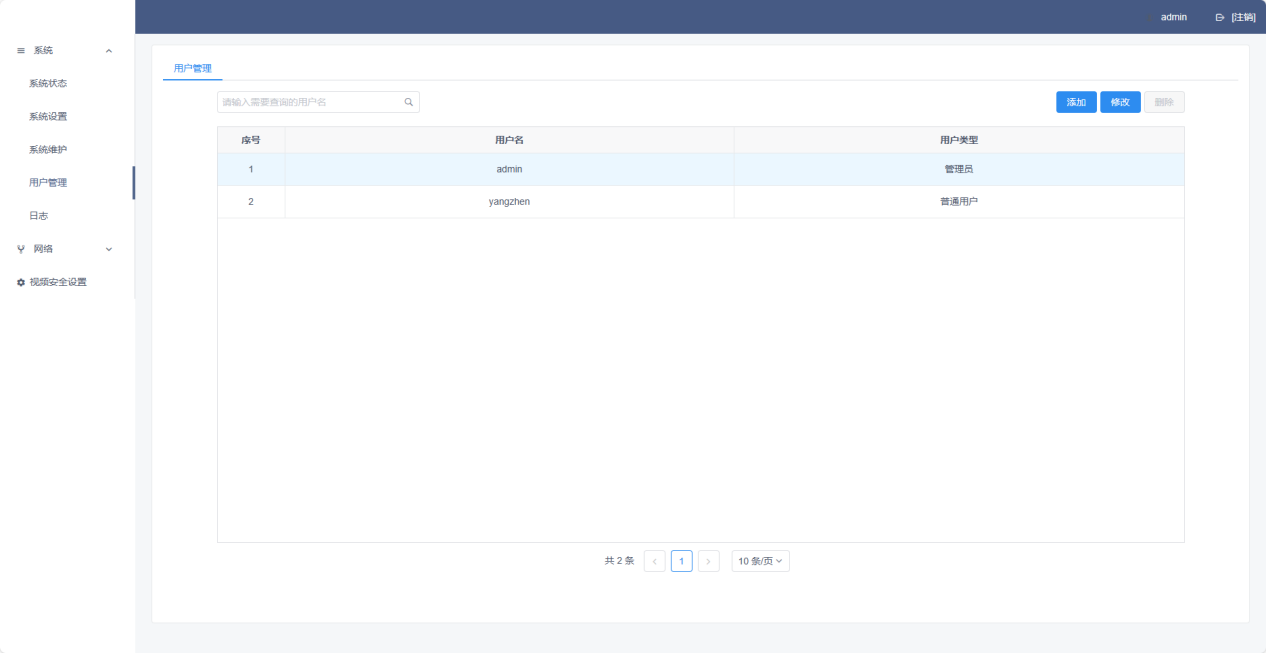 admin [注销]
系统
系统状态
系统设置
系统维护
用户管理
日志
网络
视频安全设置
用户管理
请输入需要查询的用户名
添加 修改 删除
序号 用户名 用户类型
1 admin 管理员
2 yangzhen 普通用户
共 2 条 1 10 条/页